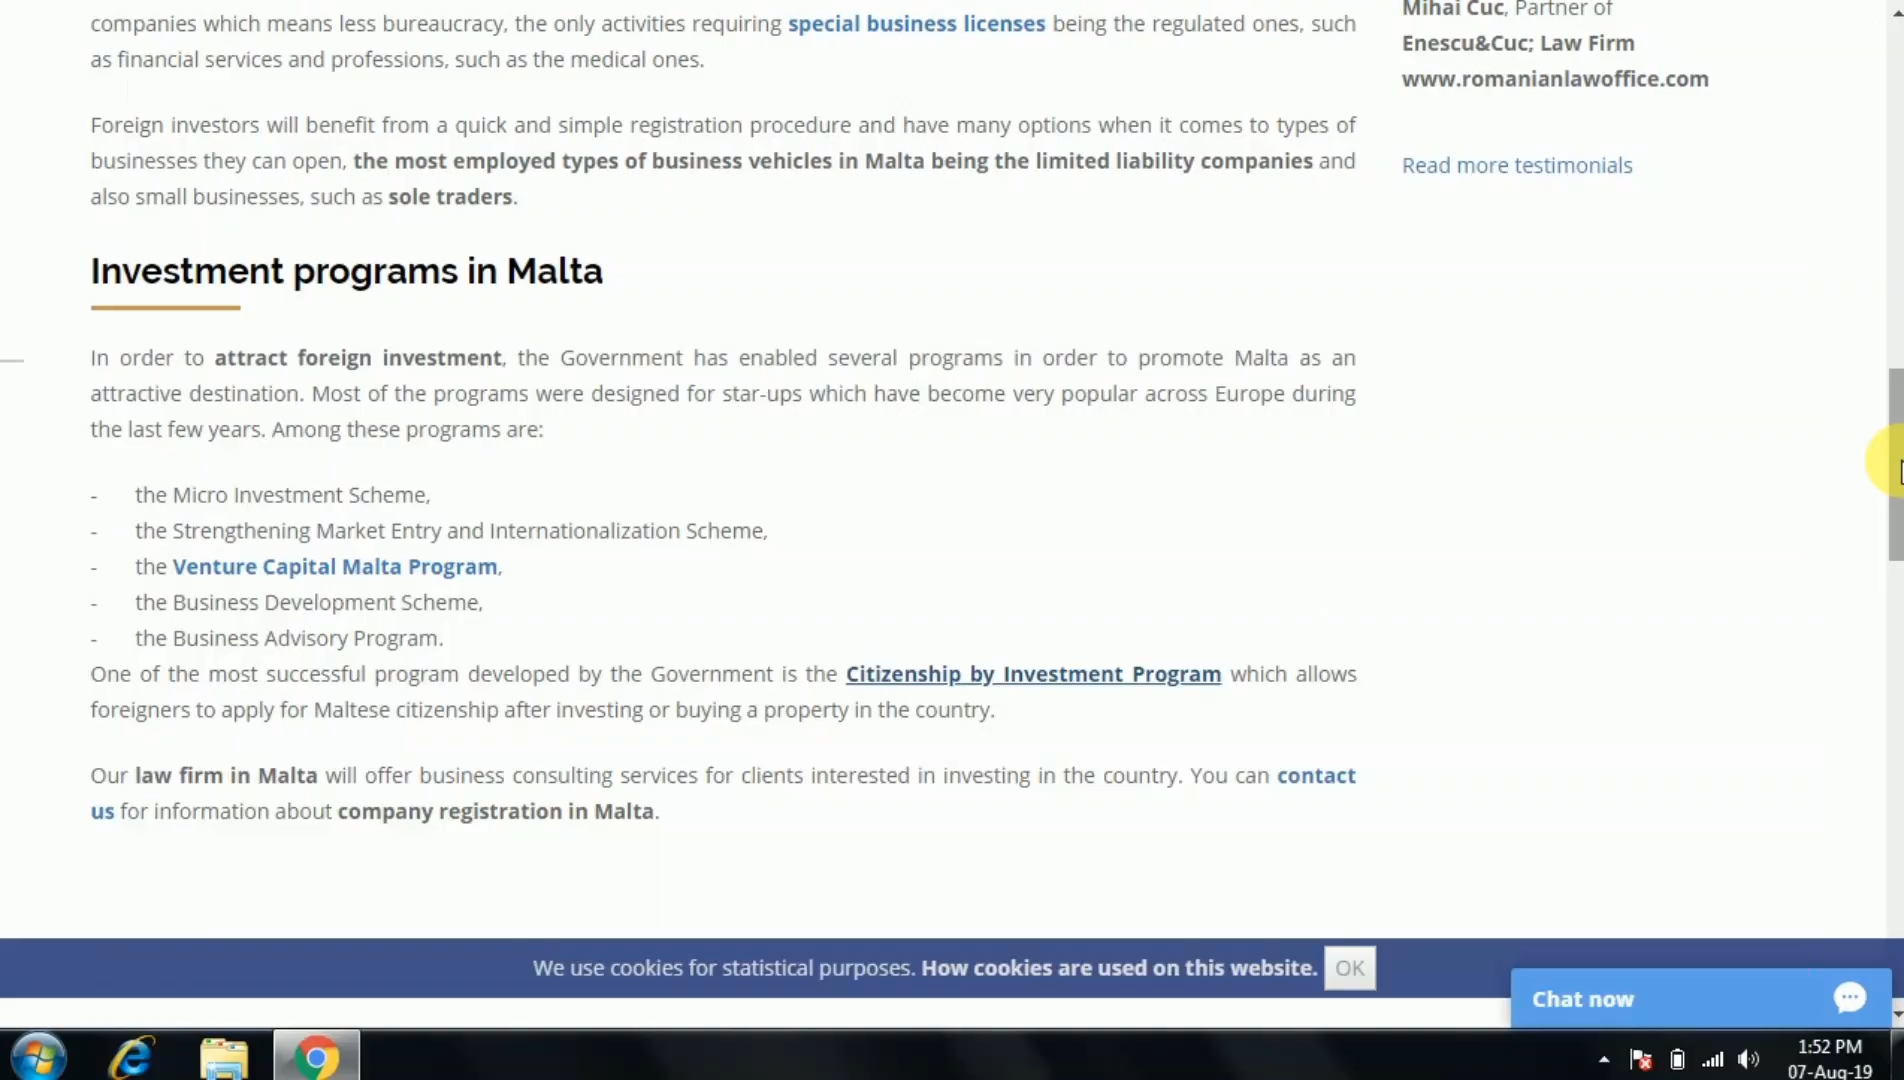 companies which means less bureaucracy, the only activities requiring special business licenses being the regulated ones, such
as financial services and professions, such as the medical ones.
Foreign investors will benefit from a quick and simple registration procedure and have many options when it comes to types of
businesses they can open, the most employed types of business vehicles in Malta being the limited liability companies and
also small businesses, such as sole traders.
Investment programs in Malta
In order to attract foreign investment, the Government has enabled several programs in order to promote Malta as an
attractive destination. Most of the programs were designed for star-ups which have become very popular across Europe during
the last few years. Among these programs are:
- the Micro Investment Scheme,
- the Strengthening Market Entry and Internationalization Scheme,
- the Venture Capital Malta Program,
- the Business Development Scheme,
- the Business Advisory Program.
One of the most successful program developed by the Government is the Citizenship by Investment Program which allows
foreigners to apply for Maltese citizenship after investing or buying a property in the country.
Our law firm in Malta will offer business consulting services for clients interested in investing in the country. You can contact
us for information about company registration in Malta.
Mihai Cuc, Partner of
Enescu&Cuc; Law Firm
www.romanianlawoffice.com
Read more testimonials
We use cookies for statistical purposes. How cookies are used on this website. OK
Chat now
1:52 PM
07-Aug-19